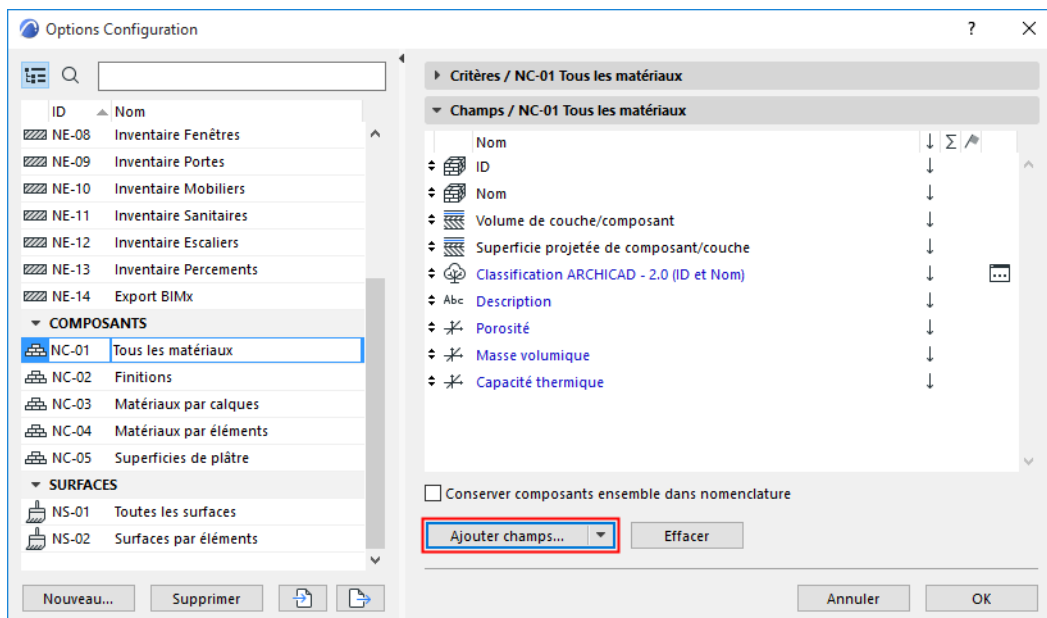 Options Configuration
?
ID Nom
NE-08 Inventaire Fenêtres
NE-09 Inventaire Portes
NE-10 Inventaire Mobiliers
NE-11 Inventaire Sanitaires
NE-12 Inventaire Escaliers
NE-13 Inventaire Percements
NE-14 Export BIMx
COMPOSANTS
NC-01 Tous les matériaux
NC-02 Finitions
NC-03 Matériaux par calques
NC-04 Matériaux par éléments
NC-05 Superficies de plâtre
SURFACES
NS-01 Toutes les surfaces
NS-02 Surfaces par éléments
Nouveau... Supprimer
Critères / NC-01 Tous les matériaux
Champs / NC-01 Tous les matériaux
Nom ↓ Σ
ID ↓
Nom ↓
Volume de couche/composant ↓
Superficie projetée de composant/couche ↓
Classification ARCHICAD - 2.0 (ID et Nom) ↓
Abc Description ↓
Porosité ↓
Masse volumique ↓
Capacité thermique ↓
Conserver composants ensemble dans nomenclature
Ajouter champs... Effacer
Annuler OK